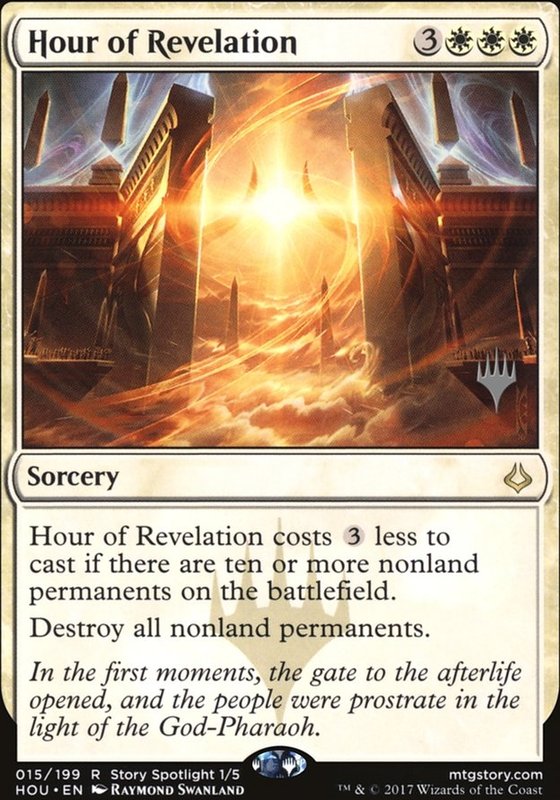 Hour of Revelation 3
Sorcery
Hour of Revelation costs 3 less to
cast if there are ten or more nonland
permanents on the battlefield.
Destroy all nonland permanents.
In the first moments, the gate to the afterlife
opened, and the people were prostrate in the
light of the God-Pharaoh.
015/199 R Story Spotlight 1/5 mtgstory.com
HOU • EN Raymond Swanland ™ & © 2017 Wizards of the Coast